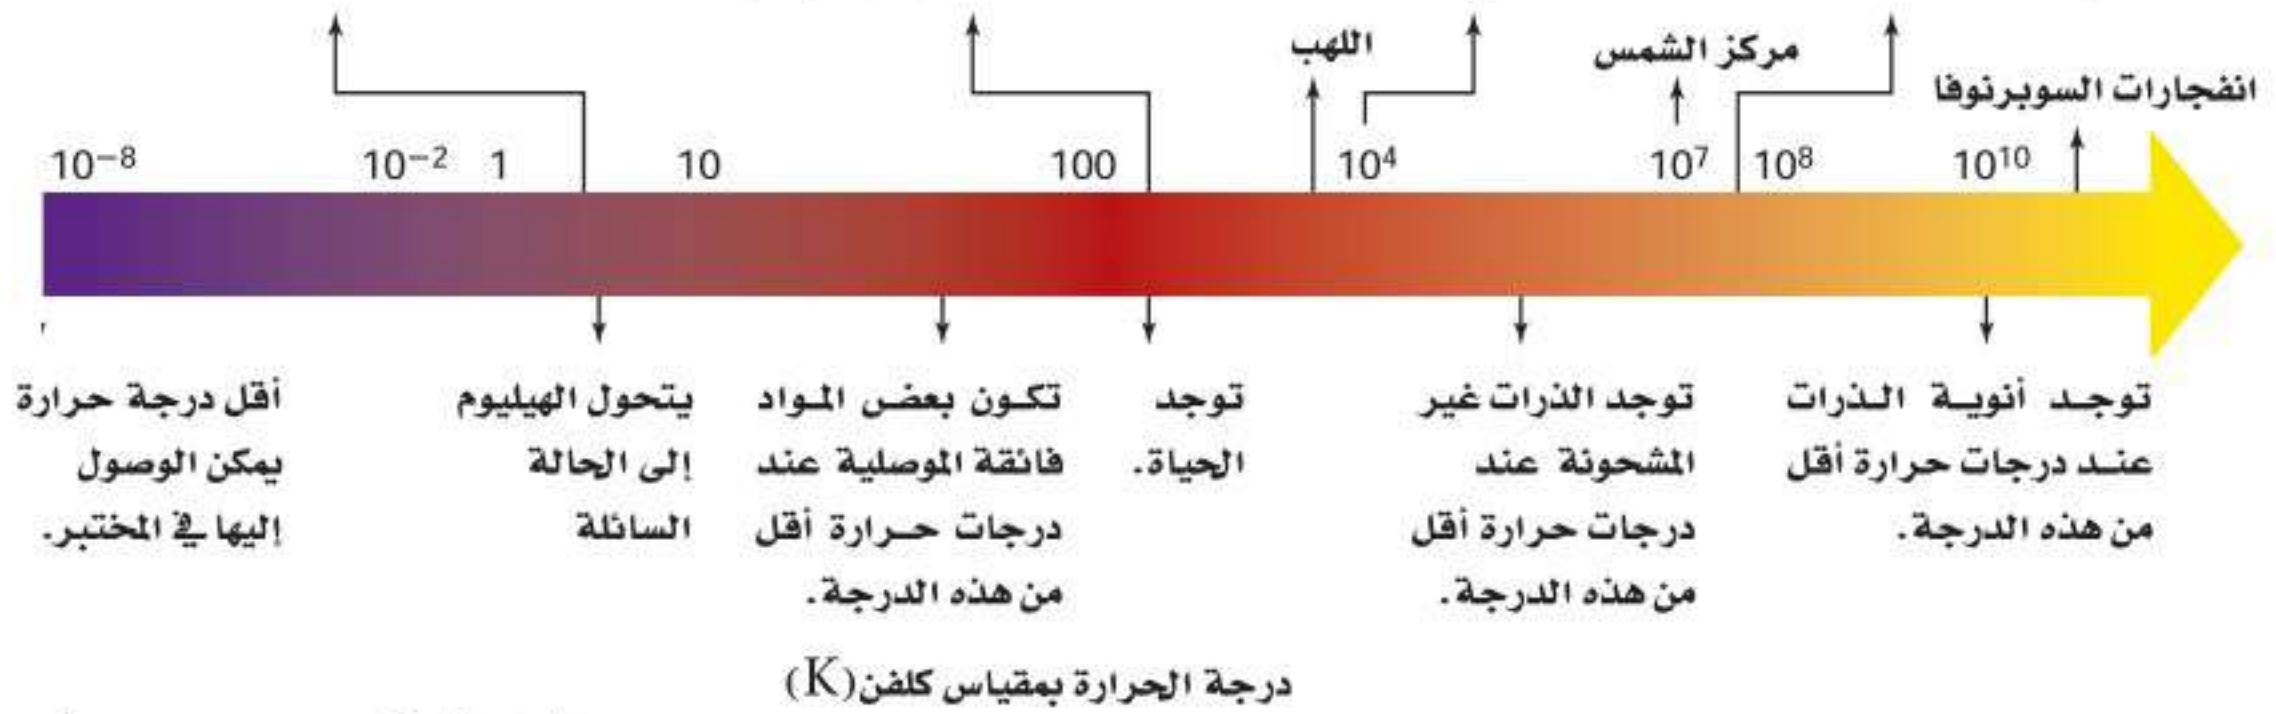 اللهب
مركز الشمس
انفجارات السوبرنوفا
10⁻⁸ 10⁻² 1 10 100 10⁴ 10⁷ 10⁸ 10¹⁰
أقل درجة حرارة
يمكن الوصول
إليها في المختبر.
يتحول الهيليوم
إلى الحالة
السائلة
تكون بعض المواد
فائقة الموصلية عند
درجات حرارة أقل
من هذه الدرجة.
توجد
الحياة.
توجد الذرات غير
المشحونة عند
درجات حرارة أقل
من هذه الدرجة.
توجد أنوية الذرات
عند درجات حرارة أقل
من هذه الدرجة.
درجة الحرارة بمقياس كلفن(K)